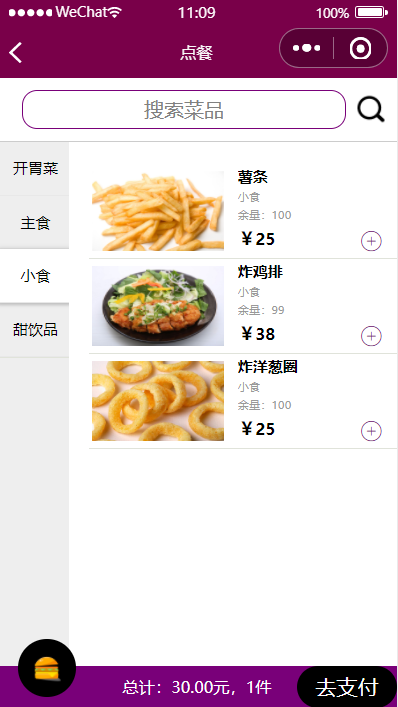 WeChat 11:09 100%
点餐
搜索菜品
开胃菜
主食
小食
甜饮品
薯条
小食
余量：100
￥25
炸鸡排
小食
余量：99
￥38
炸洋葱圈
小食
余量：100
￥25
总计：30.00元，1件
去支付